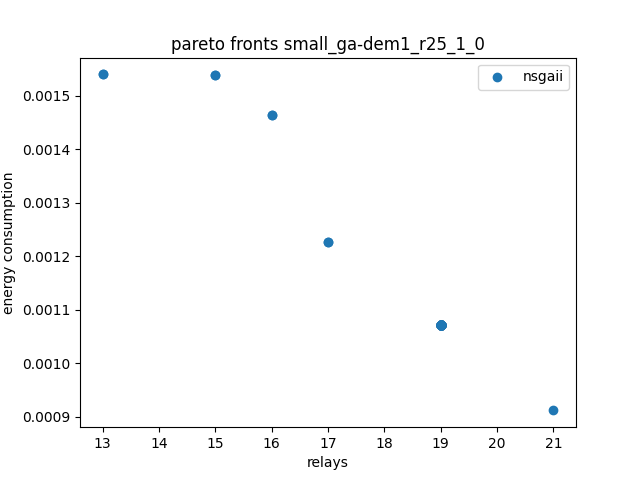 pareto fronts small_ga-dem1_r25_1_0
nsgaii
0.0015
0.0014
0.0013
0.0012
0.0011
0.0010
0.0009
energy consumption
13 14 15 16 17 18 19 20 21
relays